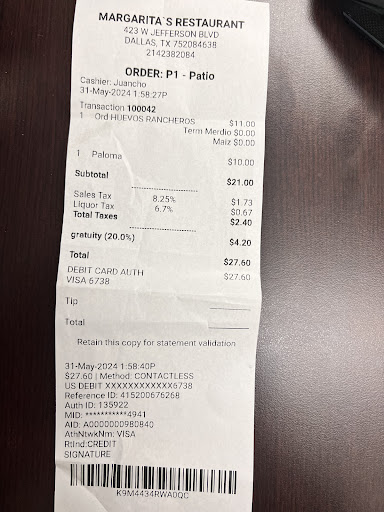 MARGARITA`S RESTAURANT
423 W JEFFERSON BLVD
DALLAS, TX 752084638
2142382084
ORDER: P1 - Patio
Cashier: Juancho
31-May-2024 1:58:27P
Transaction 100042
1 Ord HUEVOS RANCHEROS $11.00
Term Merdio $0.00
Maiz $0.00
1 Paloma $10.00
Subtotal $21.00
Sales Tax 8.25% $1.73
Liquor Tax 6.7% $0.67
Total Taxes $2.40
gratuity (20.0%) $4.20
Total $27.60
DEBIT CARD AUTH $27.60
VISA 6738
Tip
Total
Retain this copy for statement validation
31-May-2024 1:58:40P
$27.60 | Method: CONTACTLESS
US DEBIT XXXXXXXXXXXX6738
Reference ID: 415200676268
Auth ID: 135922
MID: **********4941
AID: A0000000980840
AthNtwkNm: VISA
RtInd:CREDIT
SIGNATURE
K9M4434RWA0QC